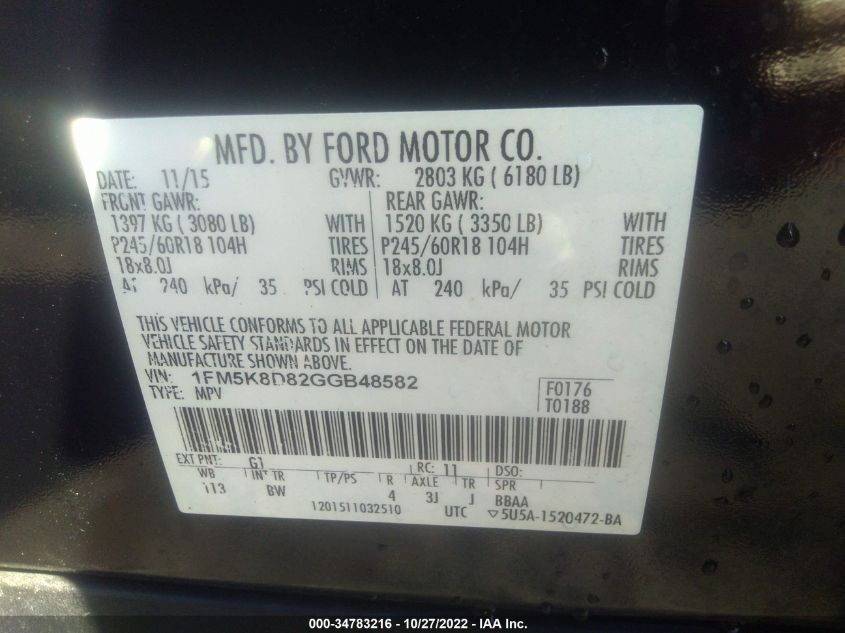 MFD. BY FORD MOTOR CO.
DATE: 11/15 GVWR: 2803 KG ( 6180 LB)
FRONT GAWR: REAR GAWR:
1397 KG ( 3080 LB) WITH 1520 KG ( 3350 LB) WITH
P245/60R18 104H TIRES P245/60R18 104H TIRES
18x8.0J RIMS 18x8.0J RIMS
AT 240 kPa/ 35 PSI COLD AT 240 kPa/ 35 PSI COLD
THIS VEHICLE CONFORMS TO ALL APPLICABLE FEDERAL MOTOR
VEHICLE SAFETY STANDARDS IN EFFECT ON THE DATE OF
MANUFACTURE SHOWN ABOVE.
VIN: 1FM5K8D82GGB48582
TYPE: MPV
F0176
T0188
EXT PNT: G1 RC: 11 DSO:
WB INT TR TP/PS R AXLE TR SPR
113 BW 4 3J J BBAA
1201511032510 UTC ▽5U5A-1520472-BA
000-34783216 - 10/27/2022 - IAA Inc.